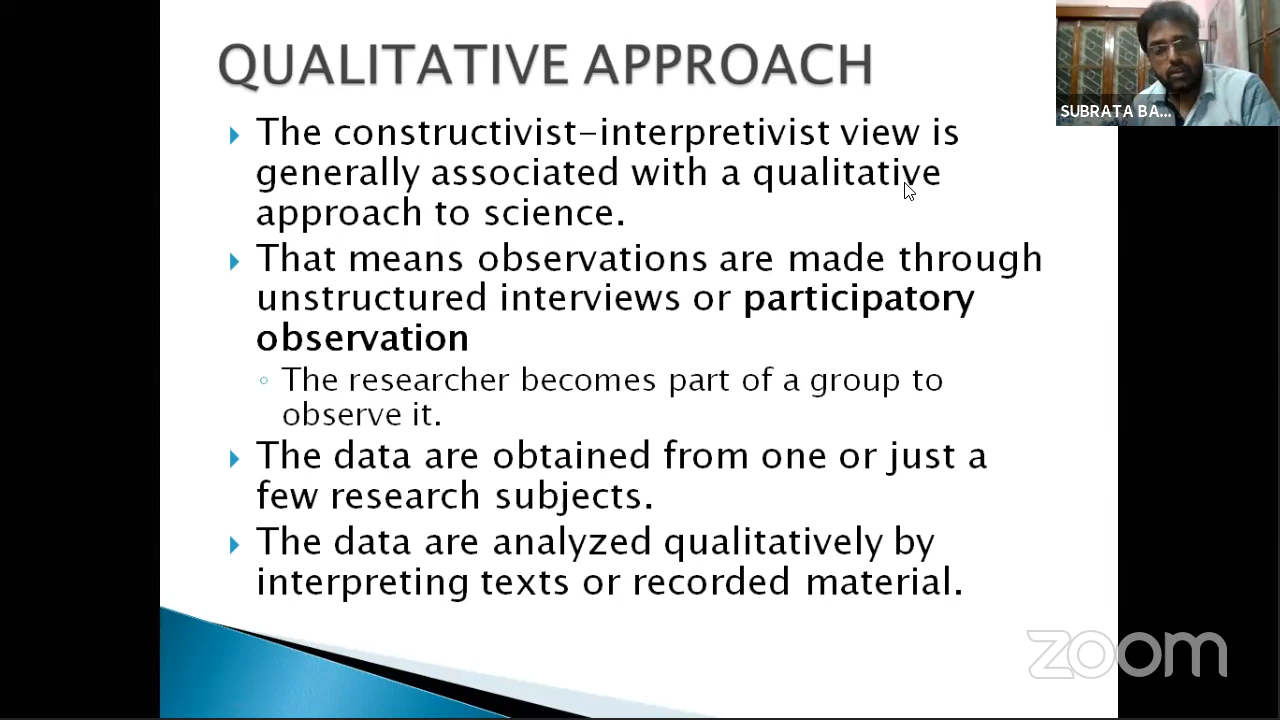 QUALITATIVE APPROACH
SUBRATA BA...
The constructivist-interpretivist view is
generally associated with a qualitative
approach to science.
That means observations are made through
unstructured interviews or participatory
observation
The researcher becomes part of a group to
observe it.
The data are obtained from one or just a
few research subjects.
The data are analyzed qualitatively by
interpreting texts or recorded material.
zoom